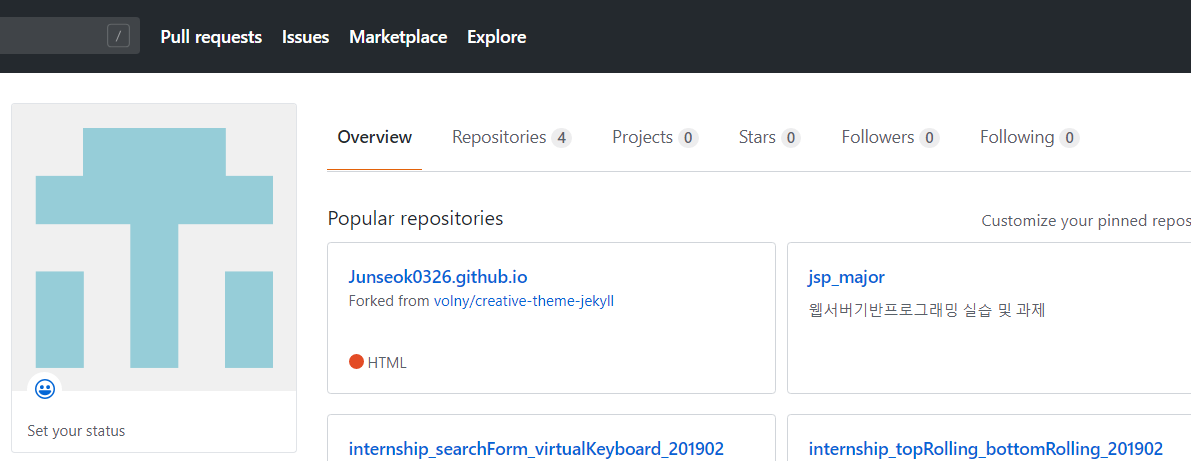 / Pull requests Issues Marketplace Explore
Overview Repositories 4 Projects 0 Stars 0 Followers 0 Following 0
Popular repositories
Customize your pinned repos
Junseok0326.github.io
Forked from volny/creative-theme-jekyll
HTML
jsp_major
웹서버기반프로그래밍 실습 및 과제
Set your status
internship_searchForm_virtualKeyboard_201902
internship_topRolling_bottomRolling_201902